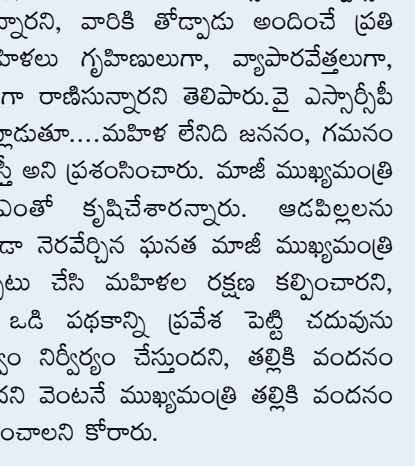 న్నారని, వారికి తోడ్పాడు అందించే ప్రతి
హిళలు గృహిణులుగా, వ్యాపారవేత్తలుగా,
గా రాణిసున్నారని తెలిపారు.వై ఎస్సార్సీపీ
్లాడుతూ....మహిళ లేనిది జననం, గమనం
స్తీ అని ప్రశంసించారు. మాజీ ముఖ్యమంత్రి
ఎంతో కృషిచేశారన్నారు. ఆడపిల్లలను
డా నెరవేర్చిన ఘనత మాజీ ముఖ్యమంత్రి
పటు చేసి మహిళల రక్షణ కల్పించారని,
ఒడి పథకాన్ని ప్రవేశ పెట్టి చదువును
్వం నిర్వీర్యం చేస్తుందని, తల్లికి వందనం
దని వెంటనే ముఖ్యమంత్రి తల్లికి వందనం
ంచాలని కోరారు.